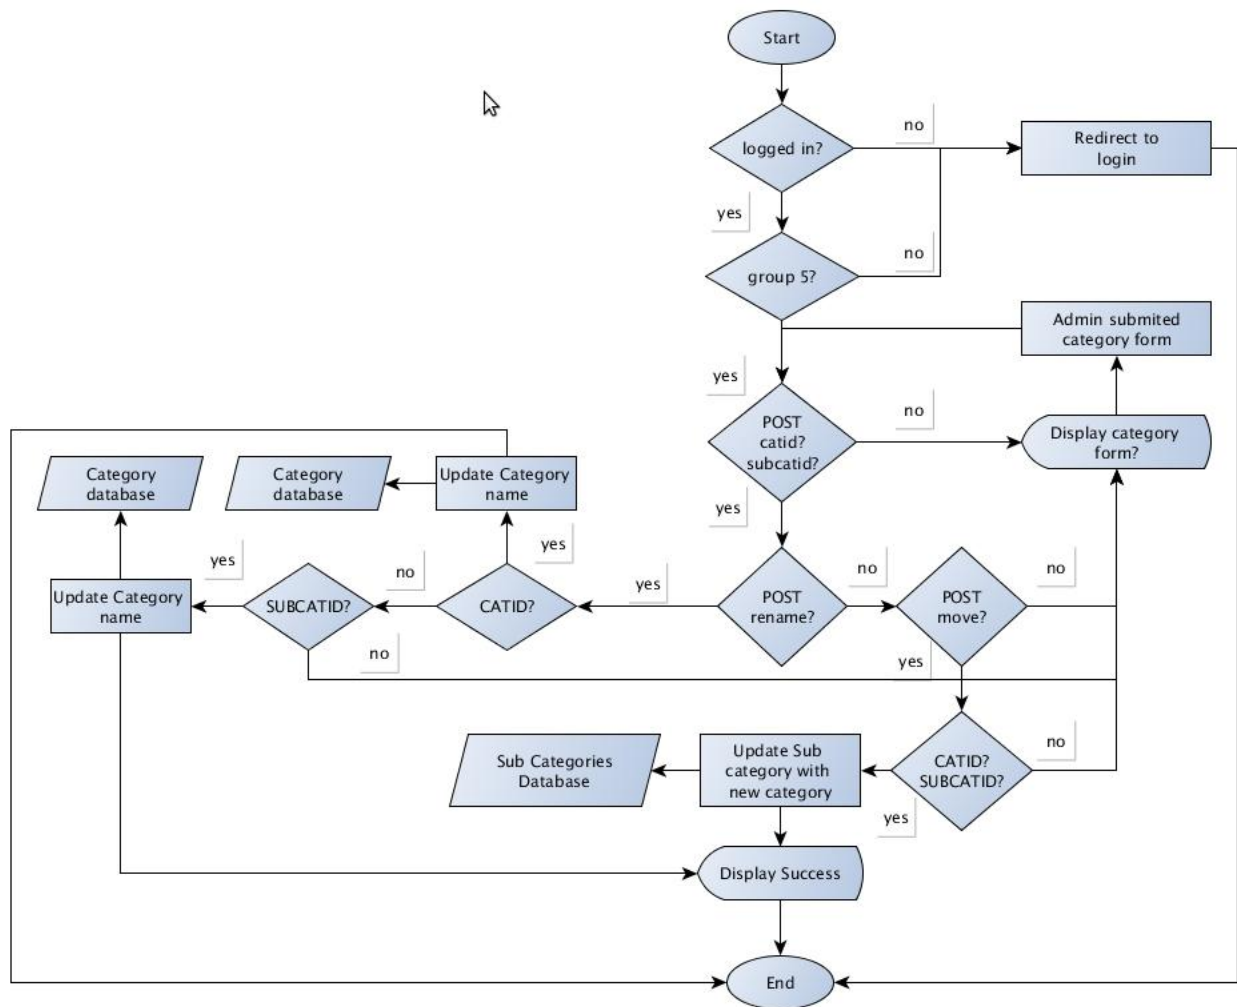 Start
logged in?
no
Redirect to
login
yes
group 5?
no
Admin submited
category form
yes
POST
catid?
subcatid?
no
Display category
form?
Category
database
Category
database
Update Category
name
yes
yes
yes
no
SUBCATID?
CATID?
yes
POST
rename?
no
POST
move?
no
Update Category
name
no
yes
Sub Categories
Database
Update Sub
category with
new category
CATID?
SUBCATID?
no
yes
Display Success
End